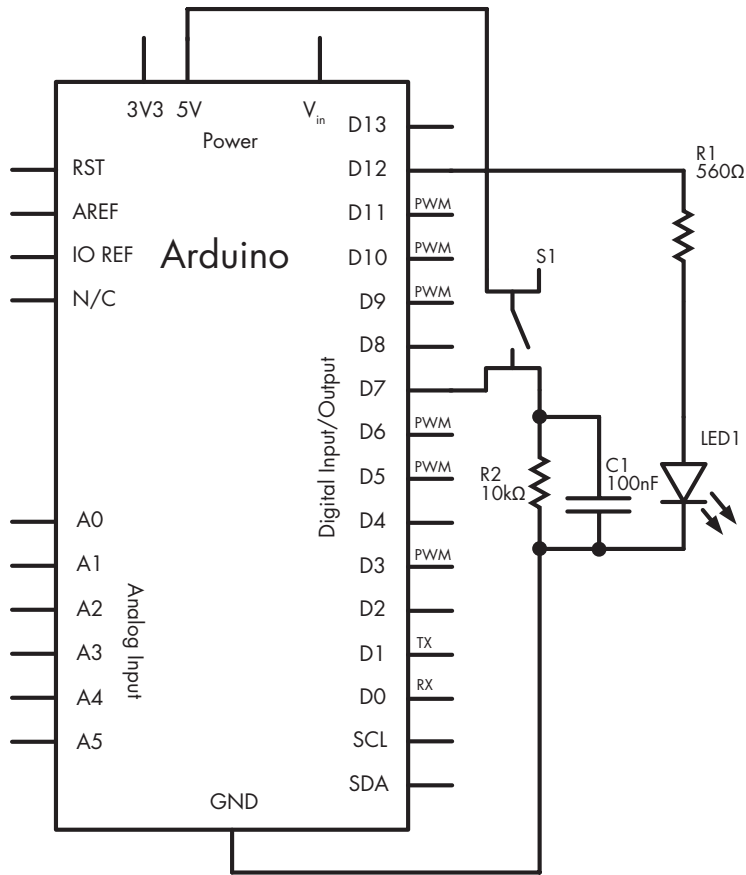 3V3 5V
V in
Power
RST
AREF
IO REF
N/C
Arduino
A0
A1
A2
A3
A4
A5
Analog Input
Digital Input/Output
D13
D12
D11 PWM
D10 PWM
D9 PWM
D8
D7
D6 PWM
D5 PWM
D4
D3 PWM
D2
D1 TX
D0 RX
SCL
SDA
GND
S1
R1
560Ω
R2
10kΩ
C1
100nF
LED1